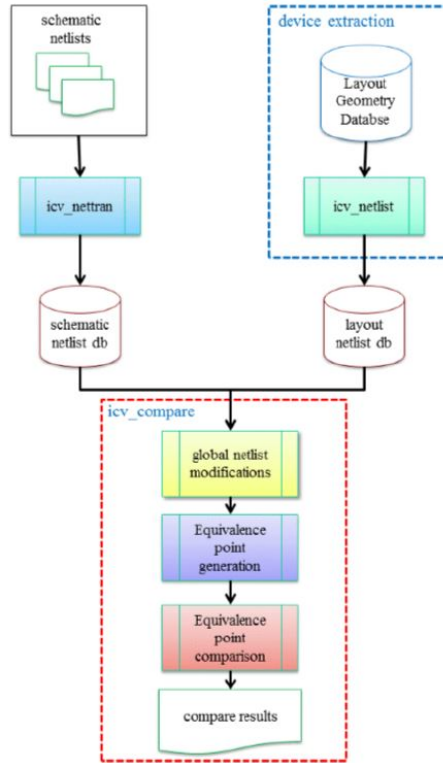 schematic
netlists
device extraction
Layout
Geometry
Databse
icv_nettran
icv_netlist
schematic
netlist db
layout
netlist db
icv_compare
global netlist
modifications
Equivalence
point
generation
Equivalence
point
comparison
compare results